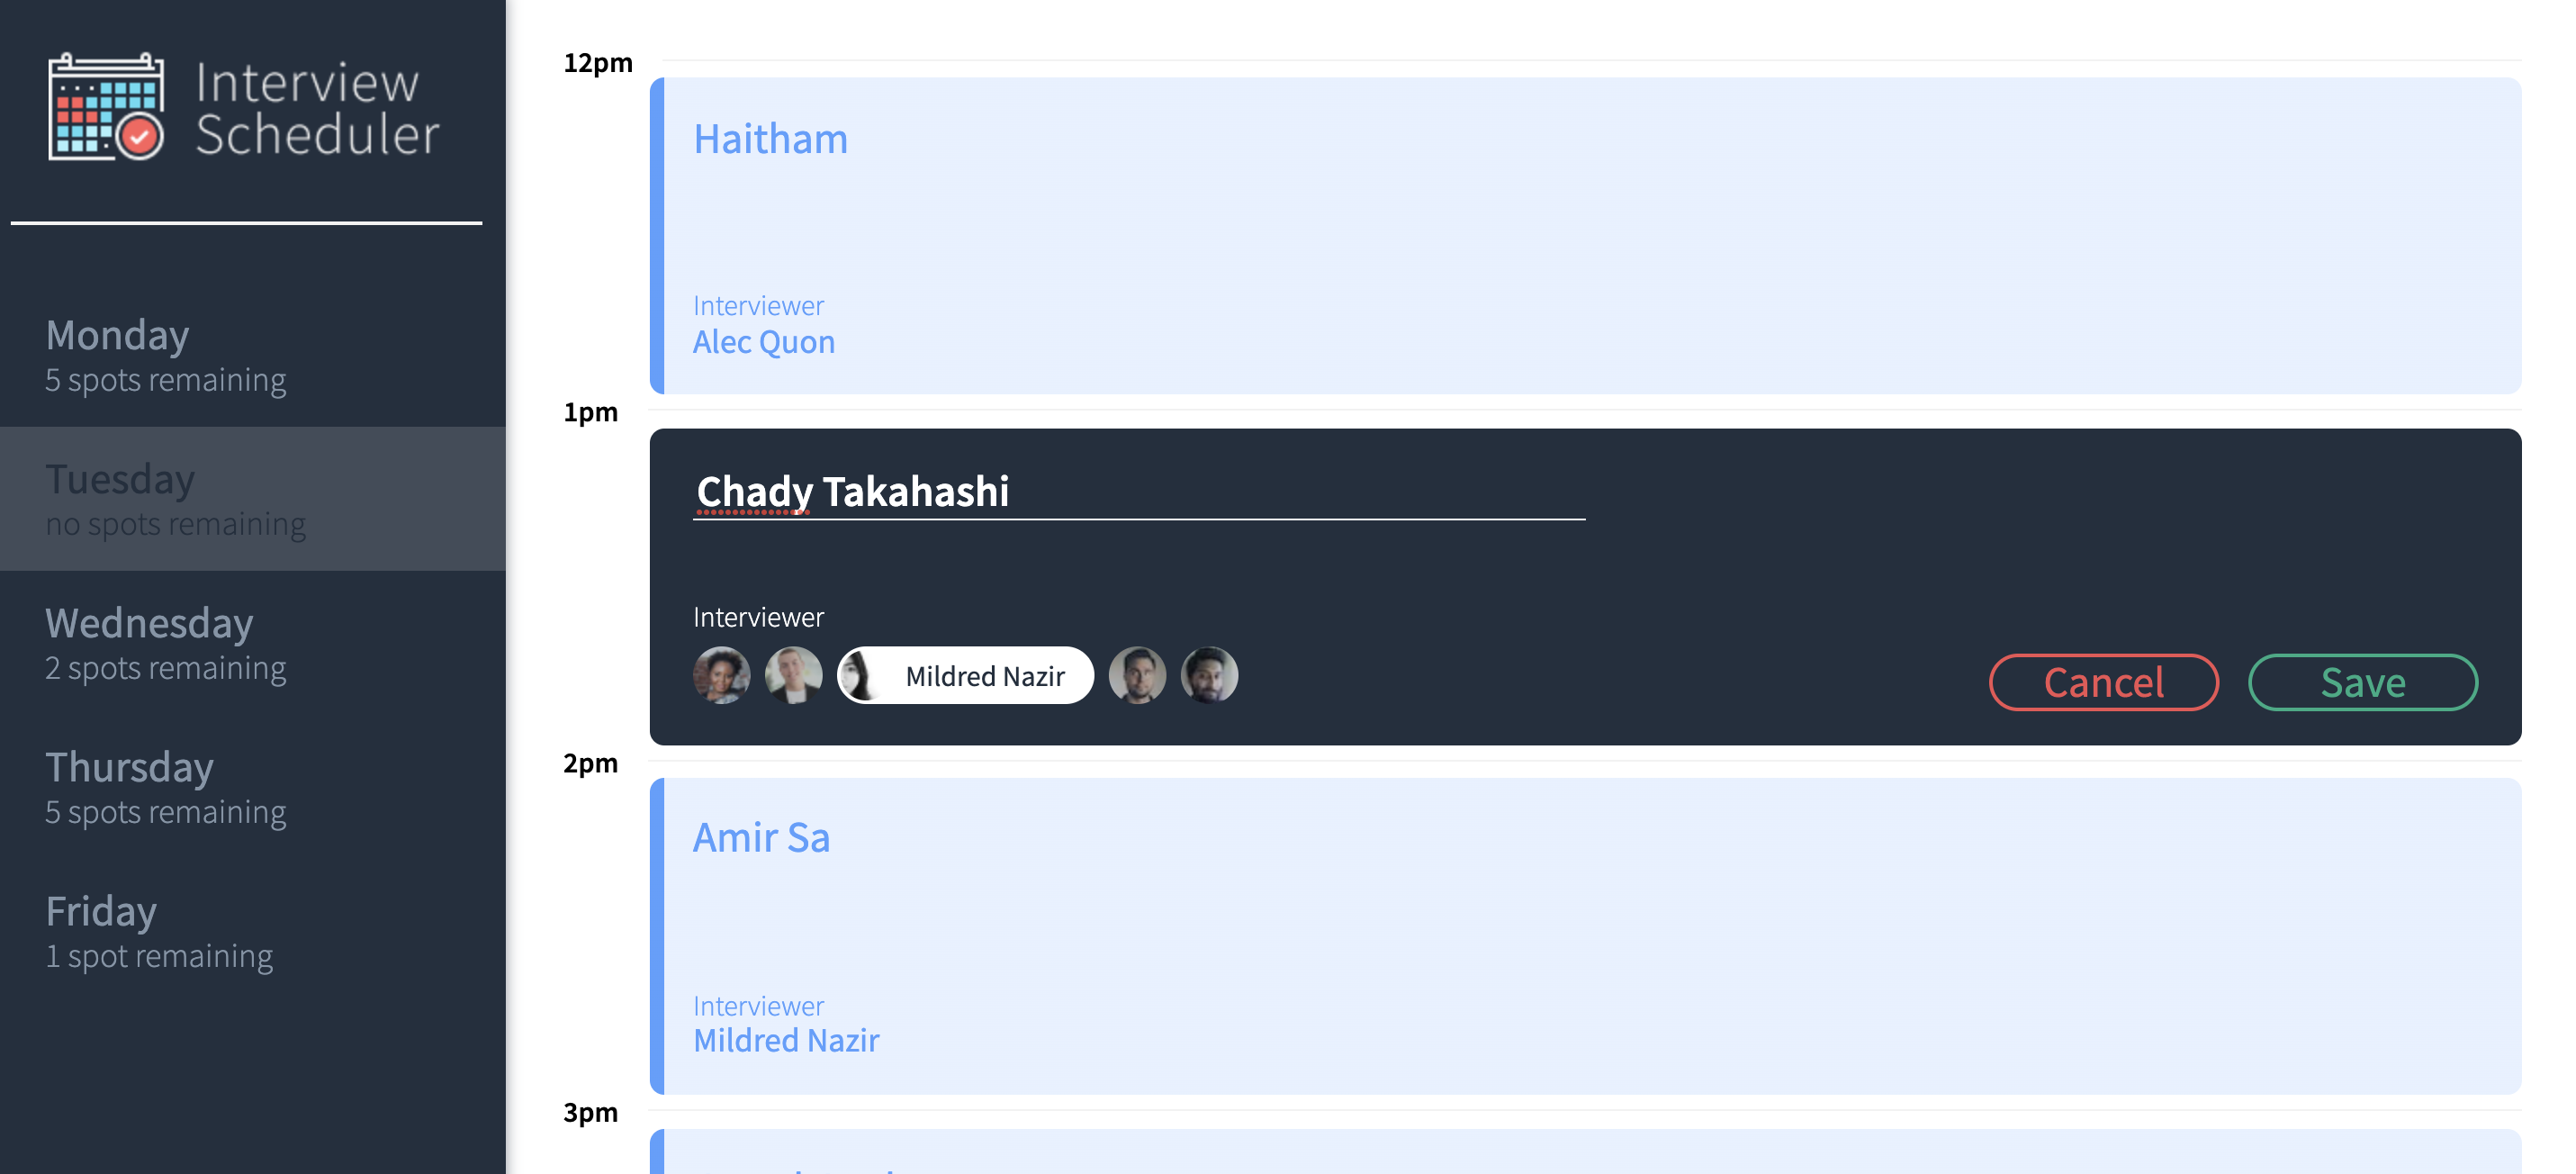 Interview
Scheduler
Monday
5 spots remaining
Tuesday
no spots remaining
Wednesday
2 spots remaining
Thursday
5 spots remaining
Friday
1 spot remaining
12pm
Haitham
Interviewer
Alec Quon
1pm
Chady Takahashi
Interviewer
Mildred Nazir
Cancel
Save
2pm
Amir Sa
Interviewer
Mildred Nazir
3pm